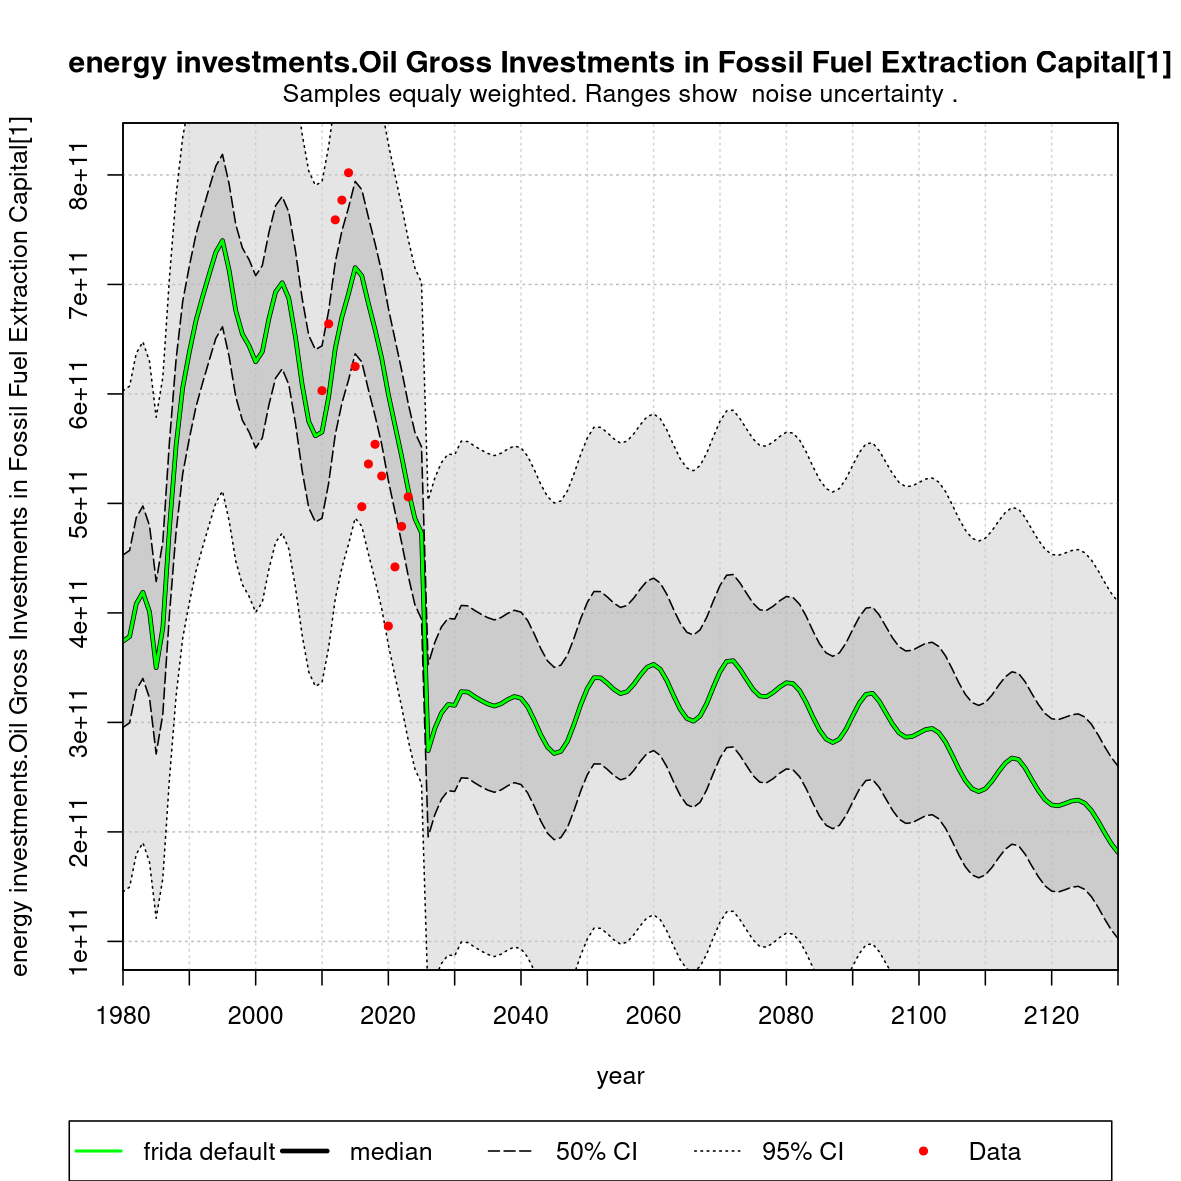 energy investments.Oil Gross Investments in Fossil Fuel Extraction Capital[1]
Samples equaly weighted. Ranges show  noise uncertainty .
energy investments.Oil Gross Investments in Fossil Fuel Extraction Capital[1]
8e+11
7e+11
6e+11
5e+11
4e+11
3e+11
2e+11
1e+11
1980 2000 2020 2040 2060 2080 2100 2120
year
frida default median 50% CI 95% CI Data